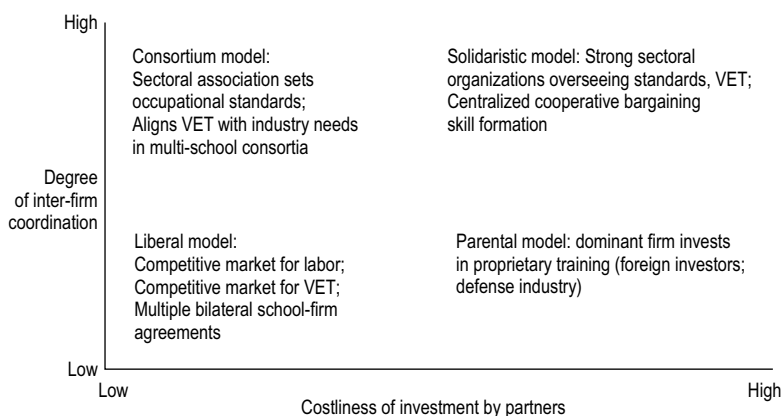 High
Consortium model:
Sectoral association sets
occupational standards;
Aligns VET with industry needs
in multi-school consortia
Solidaristic model: Strong sectoral
organizations overseeing standards, VET;
Centralized cooperative bargaining
skill formation
Degree
of inter-firm
coordination
Liberal model:
Competitive market for labor;
Competitive market for VET;
Multiple bilateral school-firm
agreements
Parental model: dominant firm invests
in proprietary training (foreign investors;
defense industry)
Low
Low
High
Costliness of investment by partners